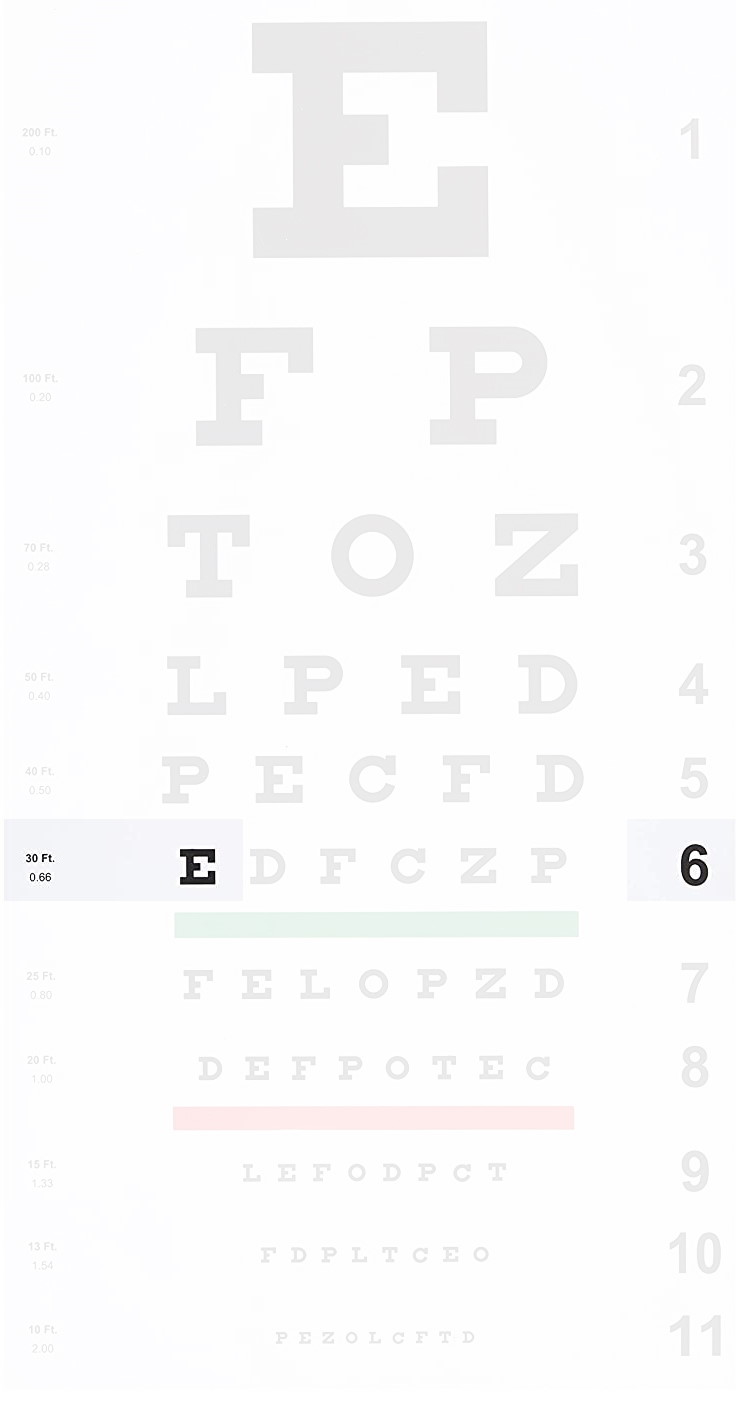 E 1
200 Ft.
0.10
F P 2
100 Ft.
0.20
T O Z 3
70 Ft.
0.28
L P E D 4
50 Ft.
0.40
P E C F D 5
40 Ft.
0.50
E D F C Z P 6
30 Ft.
0.66
F E L O P Z D 7
25 Ft.
0.80
D E F P O T E C 8
20 Ft.
1.00
L E F O D P C T 9
15 Ft.
1.33
F D P L T C E O 10
13 Ft.
1.54
P E Z O L C F T D 11
10 Ft.
2.00